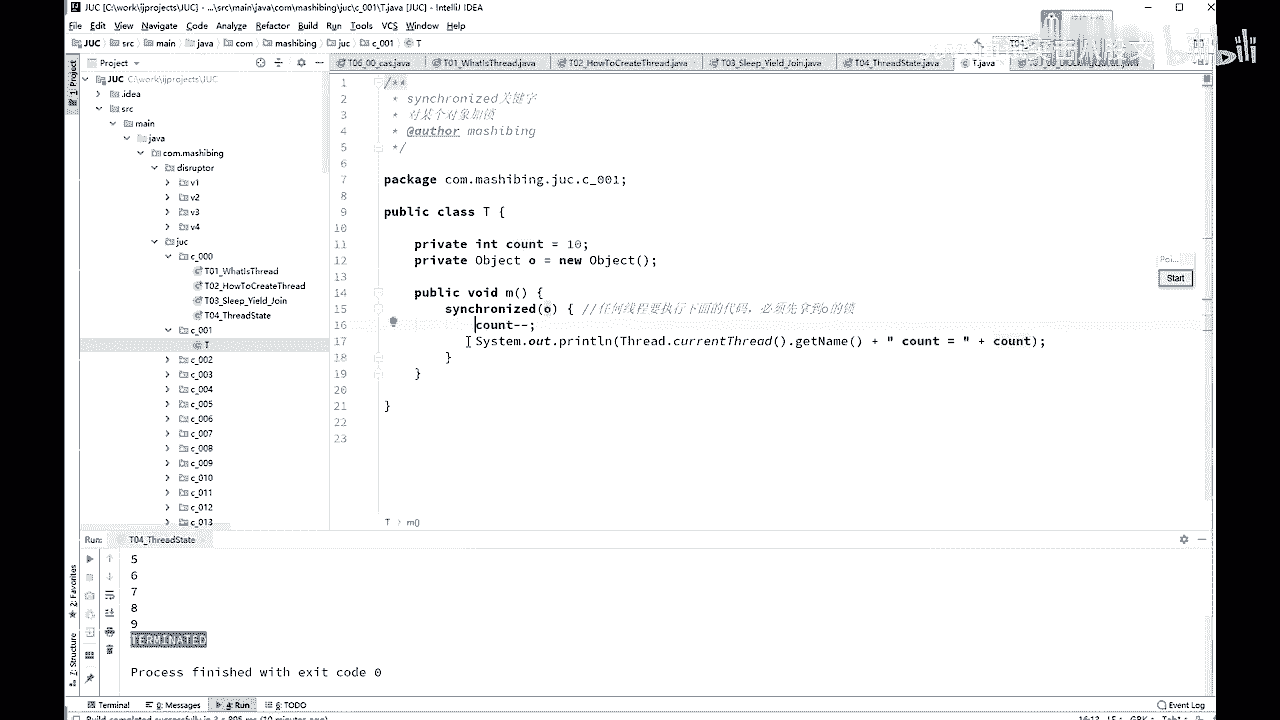 JUC [C:\work\ijprojects\JUC] - ...\src\main\java\com\mashibing\juc\c_001\T.java [JUC] - IntelliJ IDEA
File Edit View Navigate Code Analyze Refactor Build Run Tools VCS Window Help
JUC src main java com mashibing juc c_001 T
bilibili
Project
T06_00_cas.java T01_WhatIsThread.java T02_HowToCreateThread.java T03_Sleep_Yield_Join.java T04_ThreadState.java T.java
1: Project
JUC C:\work\ijprojects\JUC
.idea
src
main
java
com.mashibing
disruptor
v1
v2
v3
v4
juc
c_000
T01_WhatIsThread
T02_HowToCreateThread
T03_Sleep_Yield_Join
T04_ThreadState
c_001
T
c_002
c_003
c_004
c_005
c_006
c_007
c_008
c_009
c_010
c_011
c_012
c_013
1 /**
2 * synchronized关键字
3 * 对某个对象加锁
4 * @author mashibing
5 */
6
7 package com.mashibing.juc.c_001;
8
9 public class T {
10
11 private int count = 10;
12 private Object o = new Object();
13
14 public void m() {
15 synchronized(o) { //任何线程要执行下面的代码，必须先拿到o的锁
16 count--;
17 System.out.println(Thread.currentThread().getName() + " count = " + count);
18 }
19 }
20
21 }
22
23
Poi...
Start
T m()
Run: T04_ThreadState
5
6
7
8
9
TERMINATED
Process finished with exit code 0
2: Favorites
7: Structure
Terminal 0: Messages 4: Run 6: TODO Event Log